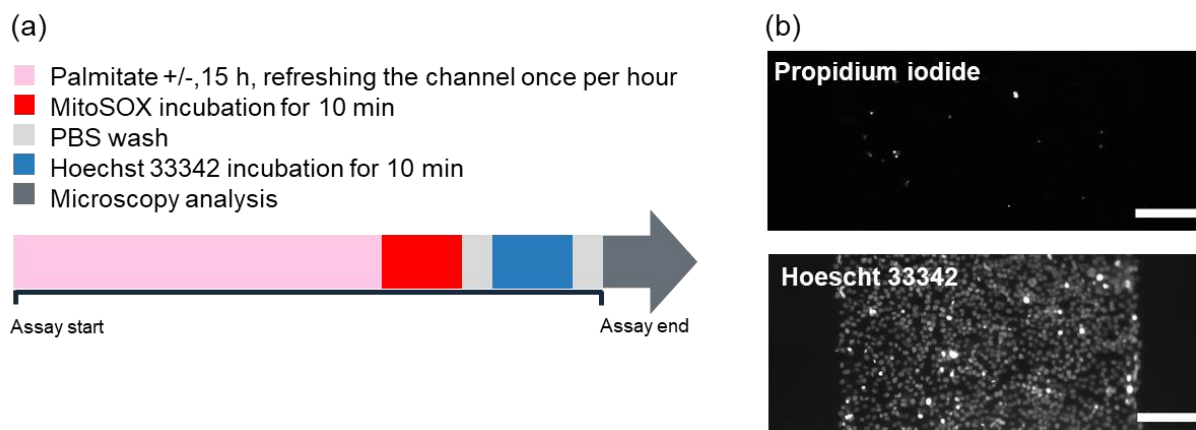 (a)
Palmitate +/-,15 h, refreshing the channel once per hour
MitoSOX incubation for 10 min
PBS wash
Hoechst 33342 incubation for 10 min
Microscopy analysis
Assay start
Assay end
(b)
Propidium iodide
Hoescht 33342